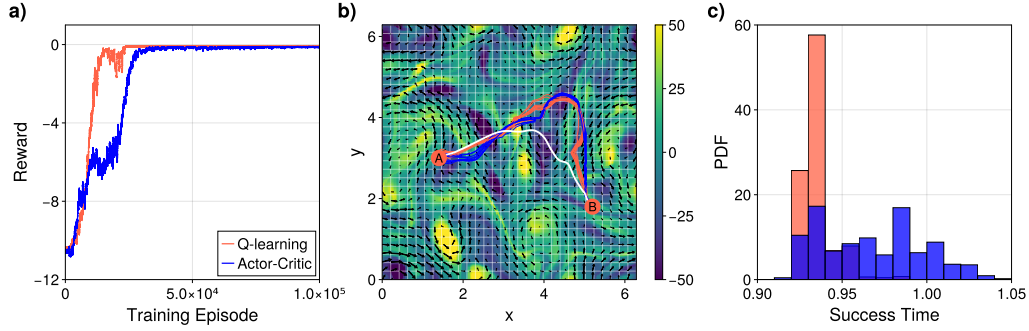 a)
Reward
0
−4
−8
−12
Q-learning
Actor-Critic
0
5.0×10⁴
1.0×10⁵
Training Episode
b)
y
6
4
2
0
A
B
0
2
4
6
x
50
25
0
−25
−50
c)
PDF
60
40
20
0
0.90
0.95
1.00
1.05
Success Time